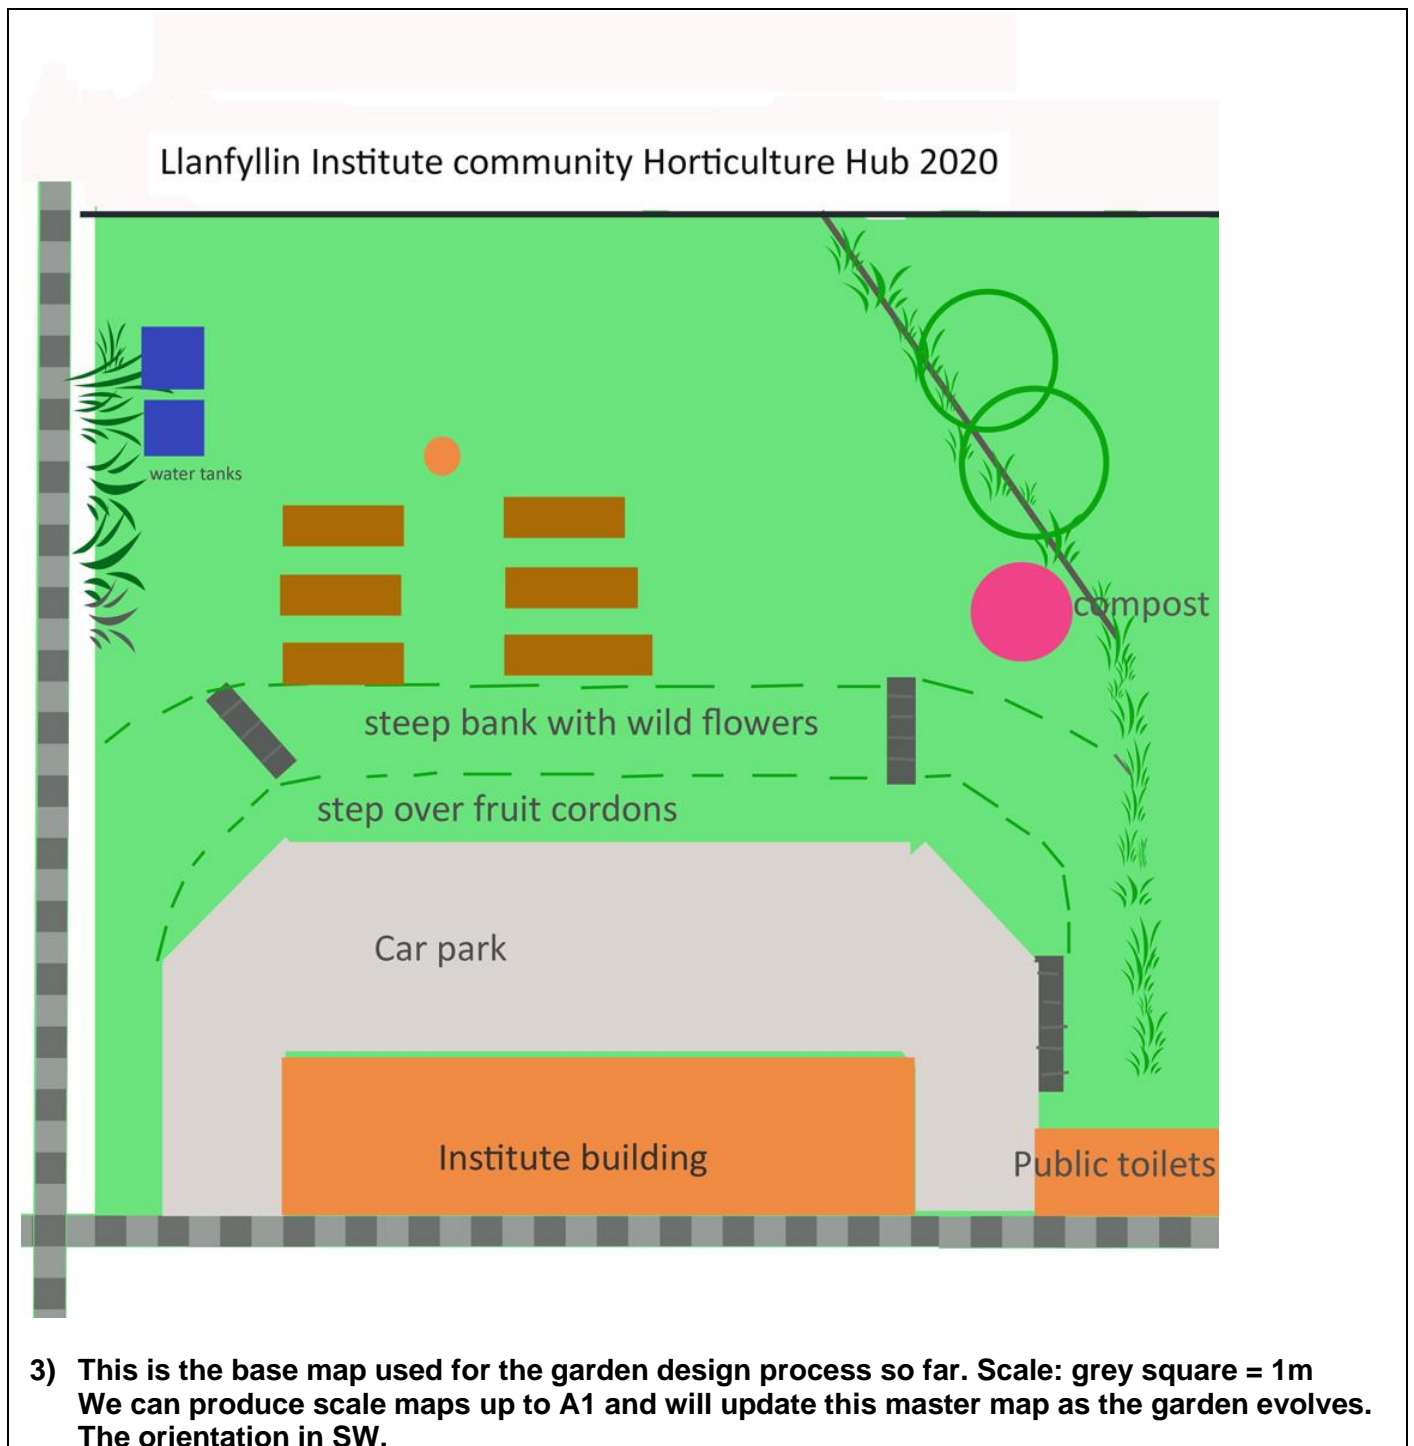 Llanfyllin Institute community Horticulture Hub 2020
water tanks
compost
steep bank with wild flowers
step over fruit cordons
Car park
Institute building
Public toilets
3) This is the base map used for the garden design process so far. Scale: grey square = 1m
We can produce scale maps up to A1 and will update this master map as the garden evolves.
The orientation in SW.